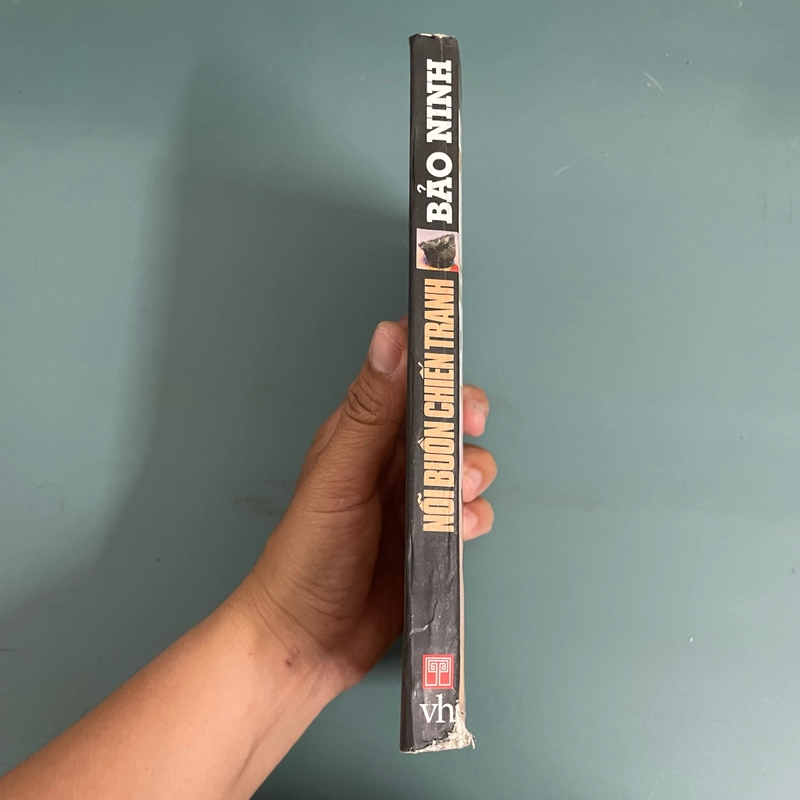 BẢO NINH
NỖI BUỒN CHIẾN TRANH
vh